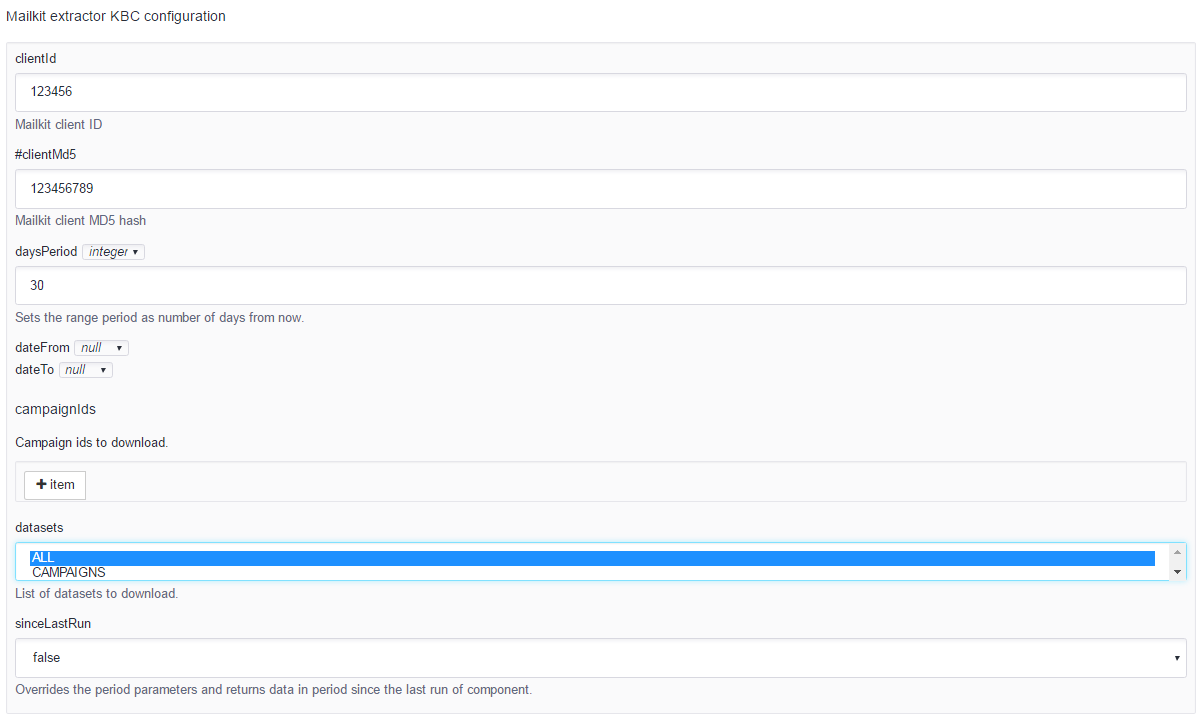 Mailkit extractor KBC configuration
clientId
123456
Mailkit client ID
#clientMd5
123456789
Mailkit client MD5 hash
daysPeriod integer
30
Sets the range period as number of days from now.
dateFrom null
dateTo null
campaignIds
Campaign ids to download.
+ item
datasets
ALL
CAMPAIGNS
List of datasets to download.
sinceLastRun
false
Overrides the period parameters and returns data in period since the last run of component.